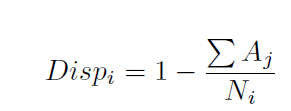 Disp_i = 1 - \frac{\sum A_j}{N_i}